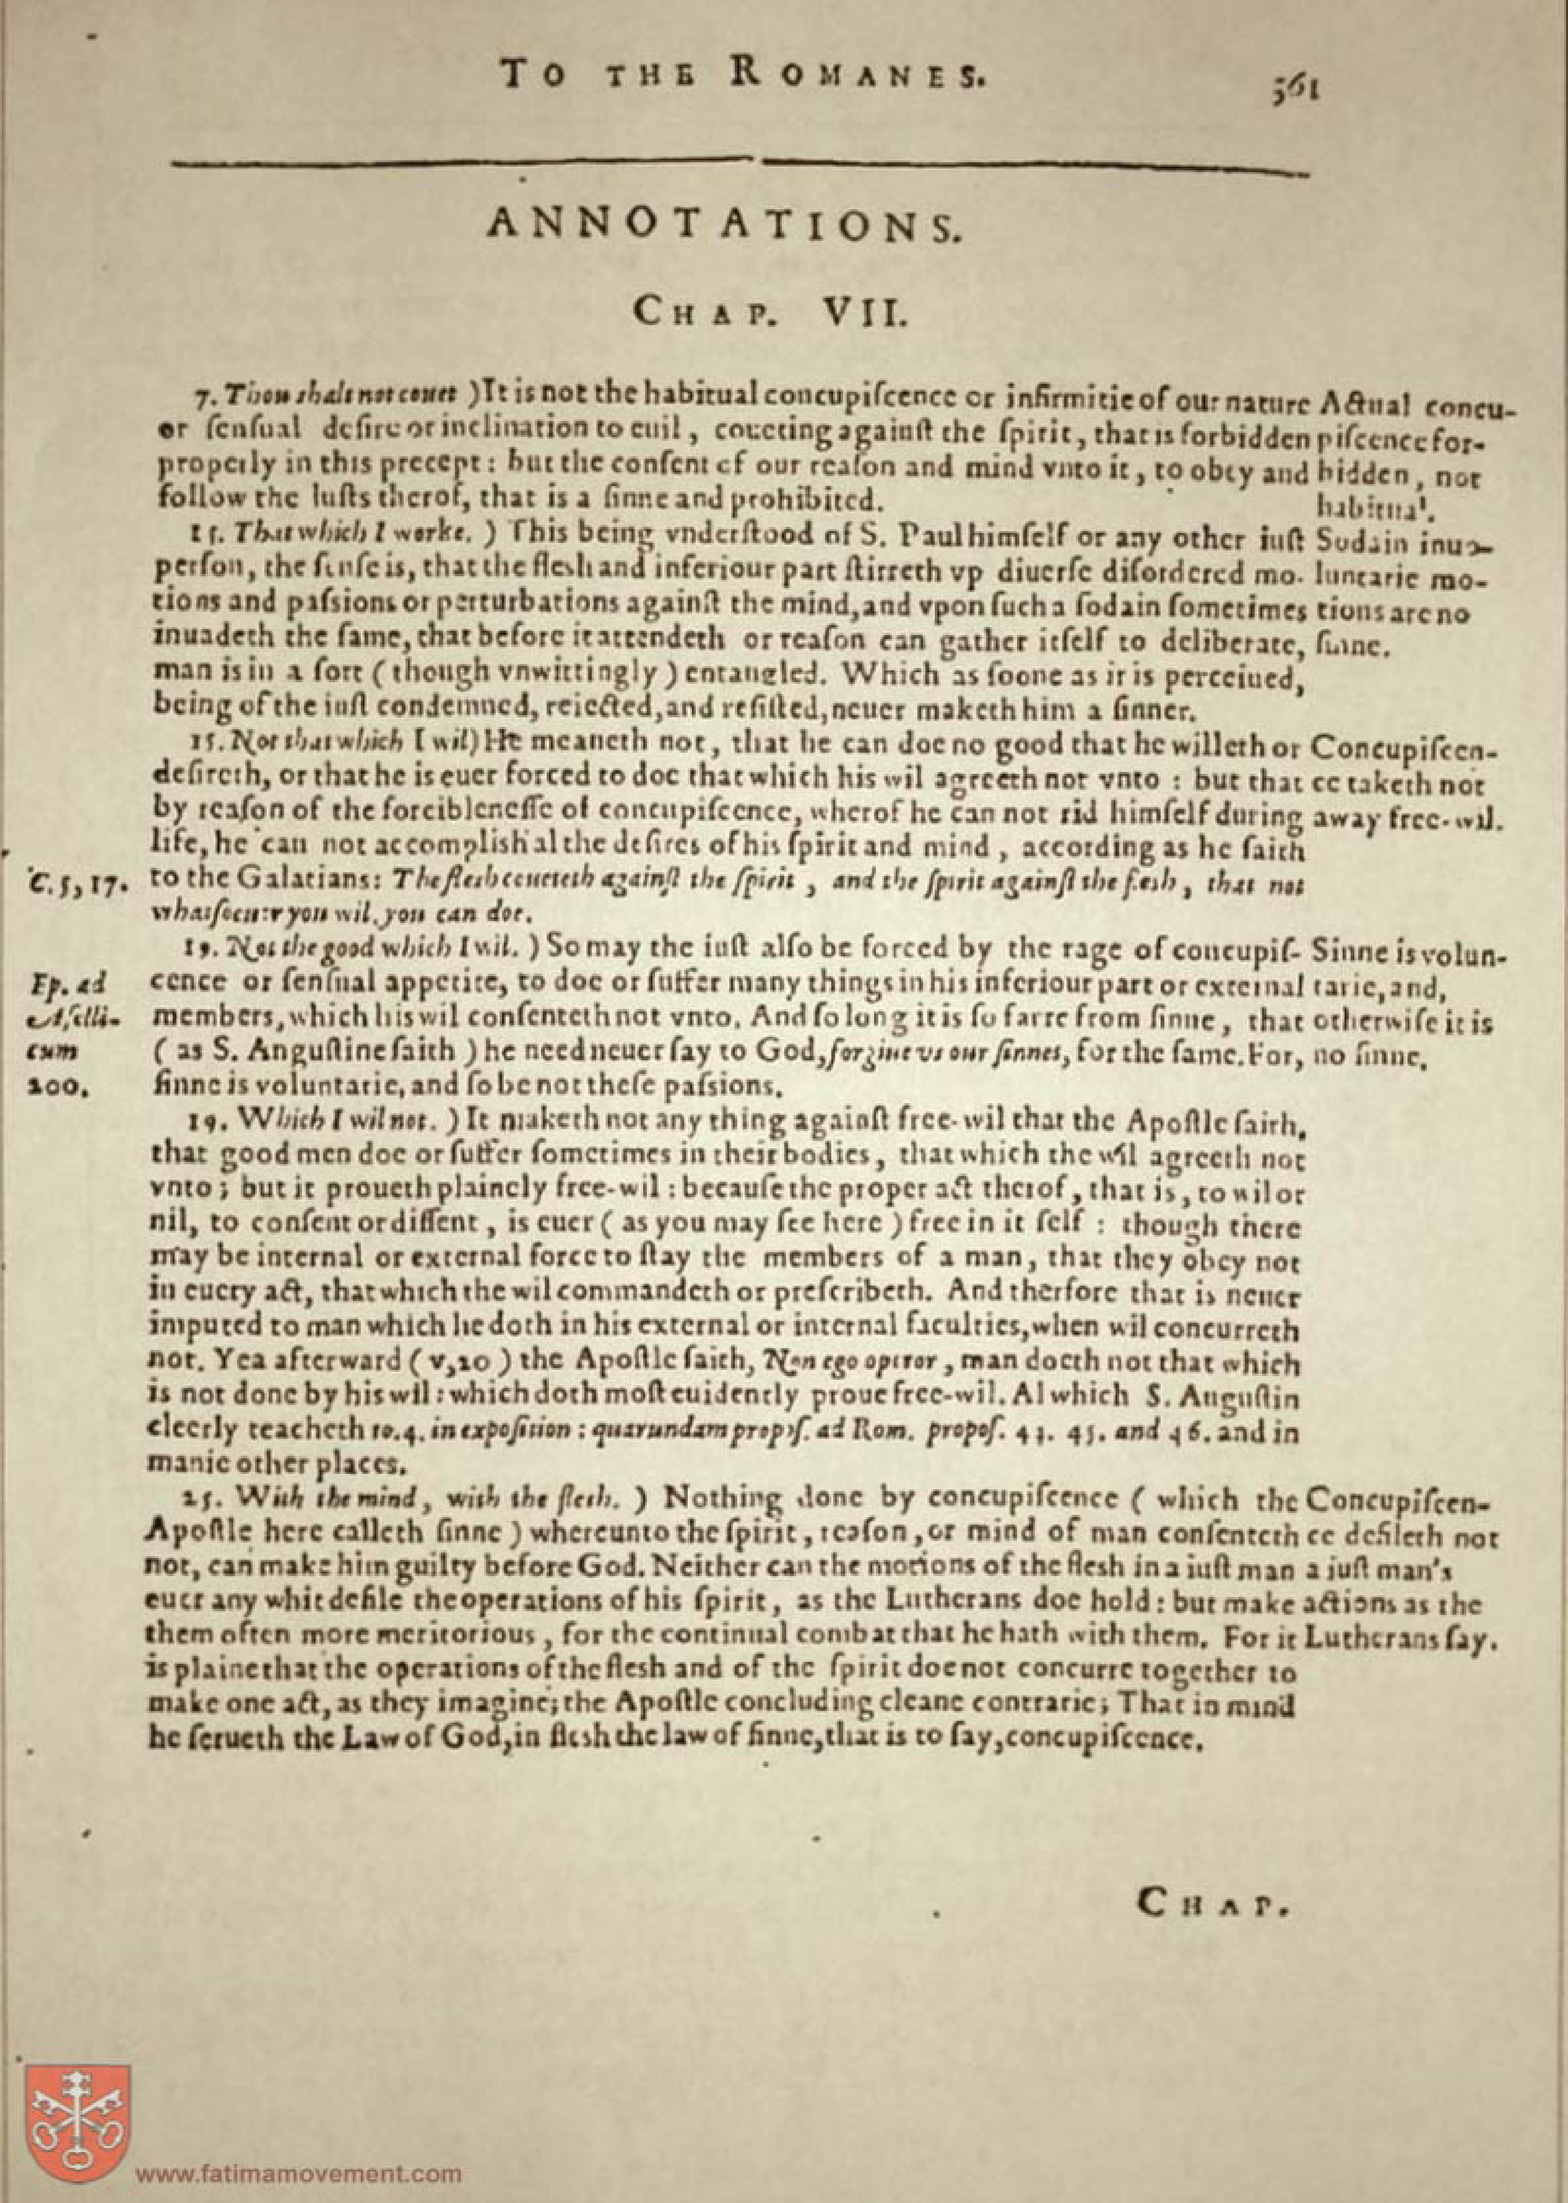 TO THE ROMANES.
561
ANNOTATIONS.
CHAP. VII.
7. Thou shalt not couet ) It is not the habitual concupiſcence or infirmitie of our nature
or ſenſual deſire or inclination to euil, coueting againſt the ſpirit, that is forbidden
properly in this precept: but the conſent of our reaſon and mind vnto it, to obey and
follow the luſts therof, that is a ſinne and prohibited.
Actual concu-
piſcence for-
bidden, not
habitual.
15. That which I worke. ) This being vnderſtood of S. Paul himſelf or any other iuſt
perſon, the ſenſe is, that the flesh and inferiour part ſtirreth vp diuerſe diſordered mo-
tions and paſsions or perturbations againſt the mind, and vpon ſuch a ſodain ſometimes
inuadeth the ſame, that before it attendeth or reaſon can gather itſelf to deliberate,
man is in a ſort ( though vnwittingly ) entangled. Which as ſoone as it is perceiued,
being of the iuſt condemned, reiected, and reſiſted, neuer maketh him a ſinner.
Sodain inuo-
luntarie mo-
tions are no
ſinne.
15. Not that which I wil) He meaneth not, that he can doe no good that he willeth or
deſireth, or that he is euer forced to doe that which his wil agreeth not vnto : but that
by reaſon of the forcibleneſſe of concupiſcence, wherof he can not rid himſelf during
life, he can not accomplish al the deſires of his ſpirit and mind , according as he ſaith
to the Galatians: The flesh coueteth againſt the ſpirit , and the ſpirit againſt the flesh , that not
whatſoeuer you wil, you can doe.
Concupiſcen-
ce taketh not
away free-wil.
C. 5, 17.
19. Not the good which I wil. ) So may the iuſt alſo be forced by the rage of concupiſ-
cence or ſenſual appetite, to doe or ſuffer many things in his inferiour part or external
members, which his wil conſenteth not vnto. And ſo long it is ſo farre from ſinne , that
( as S. Anguſtine ſaith ) he need neuer ſay to God, forgiue vs our ſinnes, for the ſame. For,
ſinne is voluntarie, and ſo be not theſe paſsions.
Sinne is volun-
tarie, and,
otherwiſe it is
no ſinne.
Ep. ad
Aſelli-
cum
200.
19. Which I wil not. ) It maketh not any thing againſt free-wil that the Apoſtle ſaith,
that good men doe or ſuffer ſometimes in their bodies , that which the wil agreeth not
vnto ; but it proueth plainely free-wil : becauſe the proper act therof , that is , to wil or
nil, to conſent or diſſent , is euer ( as you may ſee here ) free in it ſelf : though there
may be internal or external force to ſtay the members of a man , that they obey not
in euery act, that which the wil commandeth or preſcribeth. And therfore that is neuer
imputed to man which he doth in his external or internal faculties, when wil concurreth
not. Yea afterward ( v, 20 ) the Apoſtle ſaith, Non ego operor , man doeth not that which
is not done by his wil : which doth moſt euidently proue free-wil. Al which S. Auguſtin
cleerly teacheth to. 4. in expoſition : quarundam propoſ. ad Rom. propoſ. 43. 45. and 46. and in
manie other places.
25. With the mind , with the flesh. ) Nothing done by concupiſcence ( which the
Apoſtle here calleth ſinne ) whereunto the ſpirit , reaſon , or mind of man conſenteth
not, can make him guilty before God. Neither can the motions of the flesh in a iuſt man
euer any whit defile the operations of his ſpirit , as the Lutherans doe hold : but make
them often more meritorious , for the continual combat that he hath with them. For it
is plaine that the operations of the flesh and of the ſpirit doe not concurre together to
make one act, as they imagine; the Apoſtle concluding cleane contrarie; That in mind
he ſerueth the Law of God, in flesh the law of ſinne, that is to ſay, concupiſcence.
Concupiſcen-
ce defileth not
a juſt man's
actions as the
Lutherans ſay.
CHAP.
www.fatimamovement.com